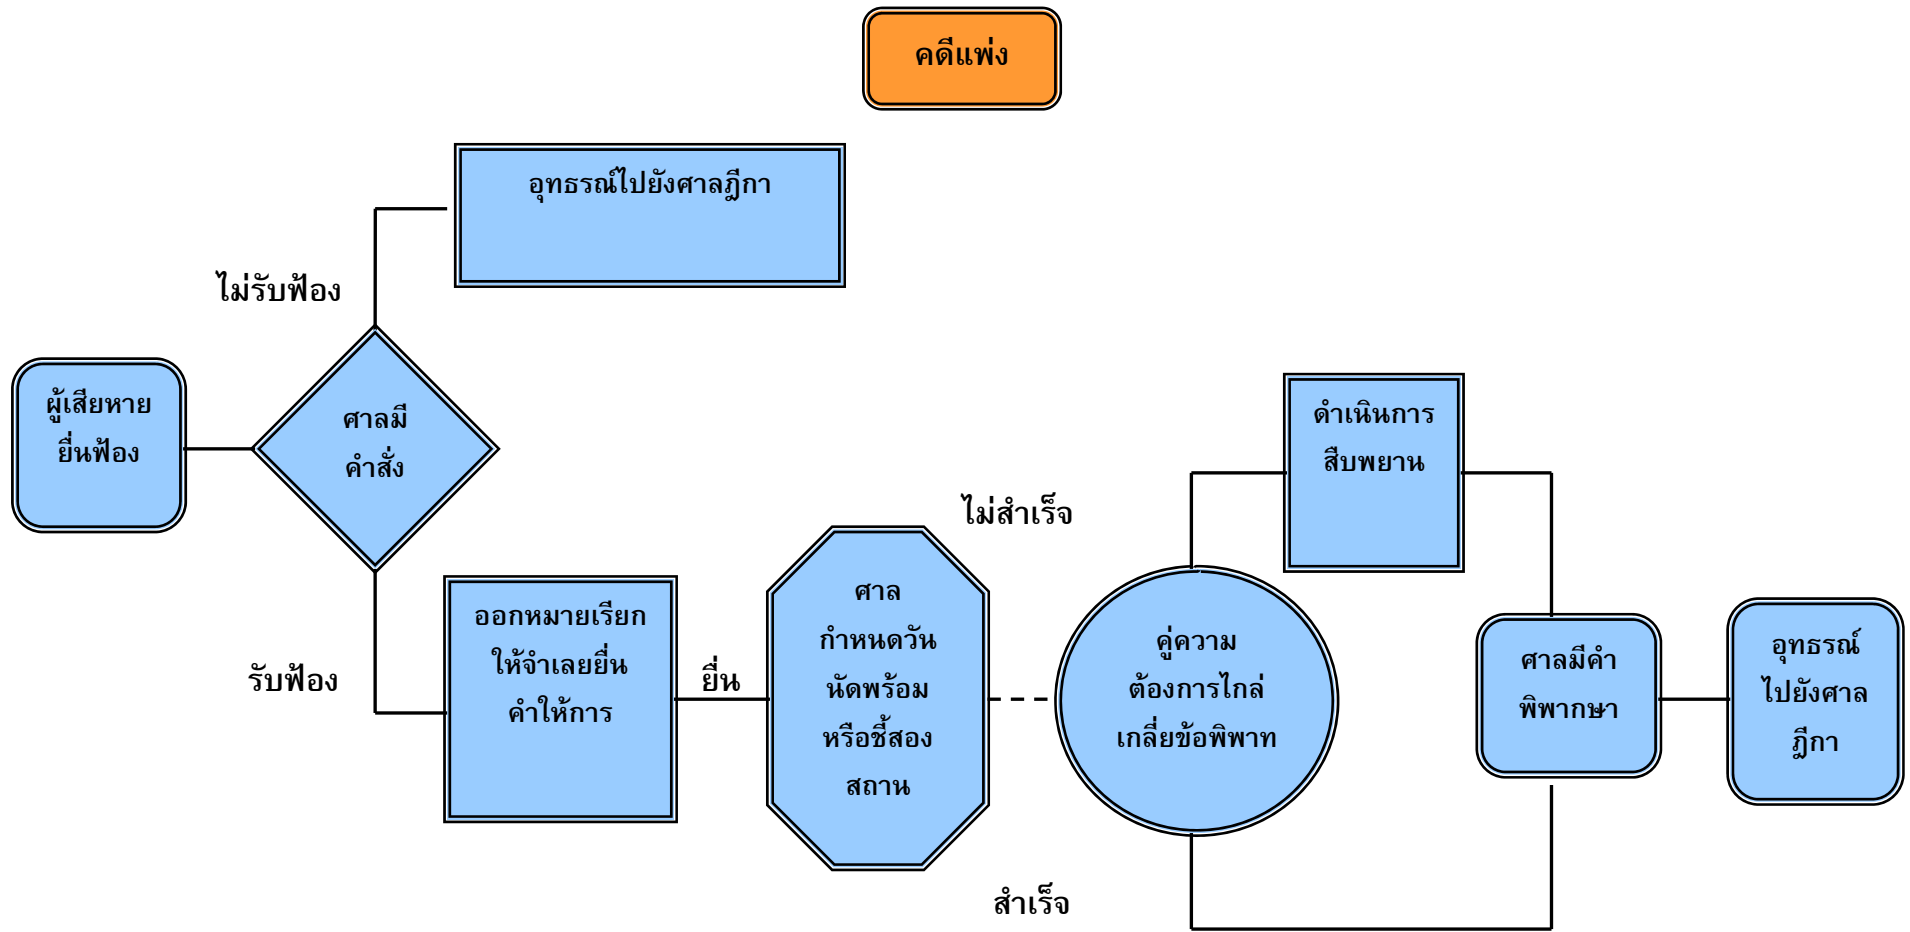 คดีแพ่ง
อุทธรณ์ไปยังศาลฎีกา
ไม่รับฟ้อง
ผู้เสียหาย
ยื่นฟ้อง
ศาลมี
คำสั่ง
รับฟ้อง
ออกหมายเรียก
ให้จำเลยยื่น
คำให้การ
ยื่น
ศาล
กำหนดวัน
นัดพร้อม
หรือชี้สอง
สถาน
ไม่สำเร็จ
คู่ความ
ต้องการไกล่
เกลี่ยข้อพิพาท
สำเร็จ
ดำเนินการ
สืบพยาน
ศาลมีคำ
พิพากษา
อุทธรณ์
ไปยังศาล
ฎีกา